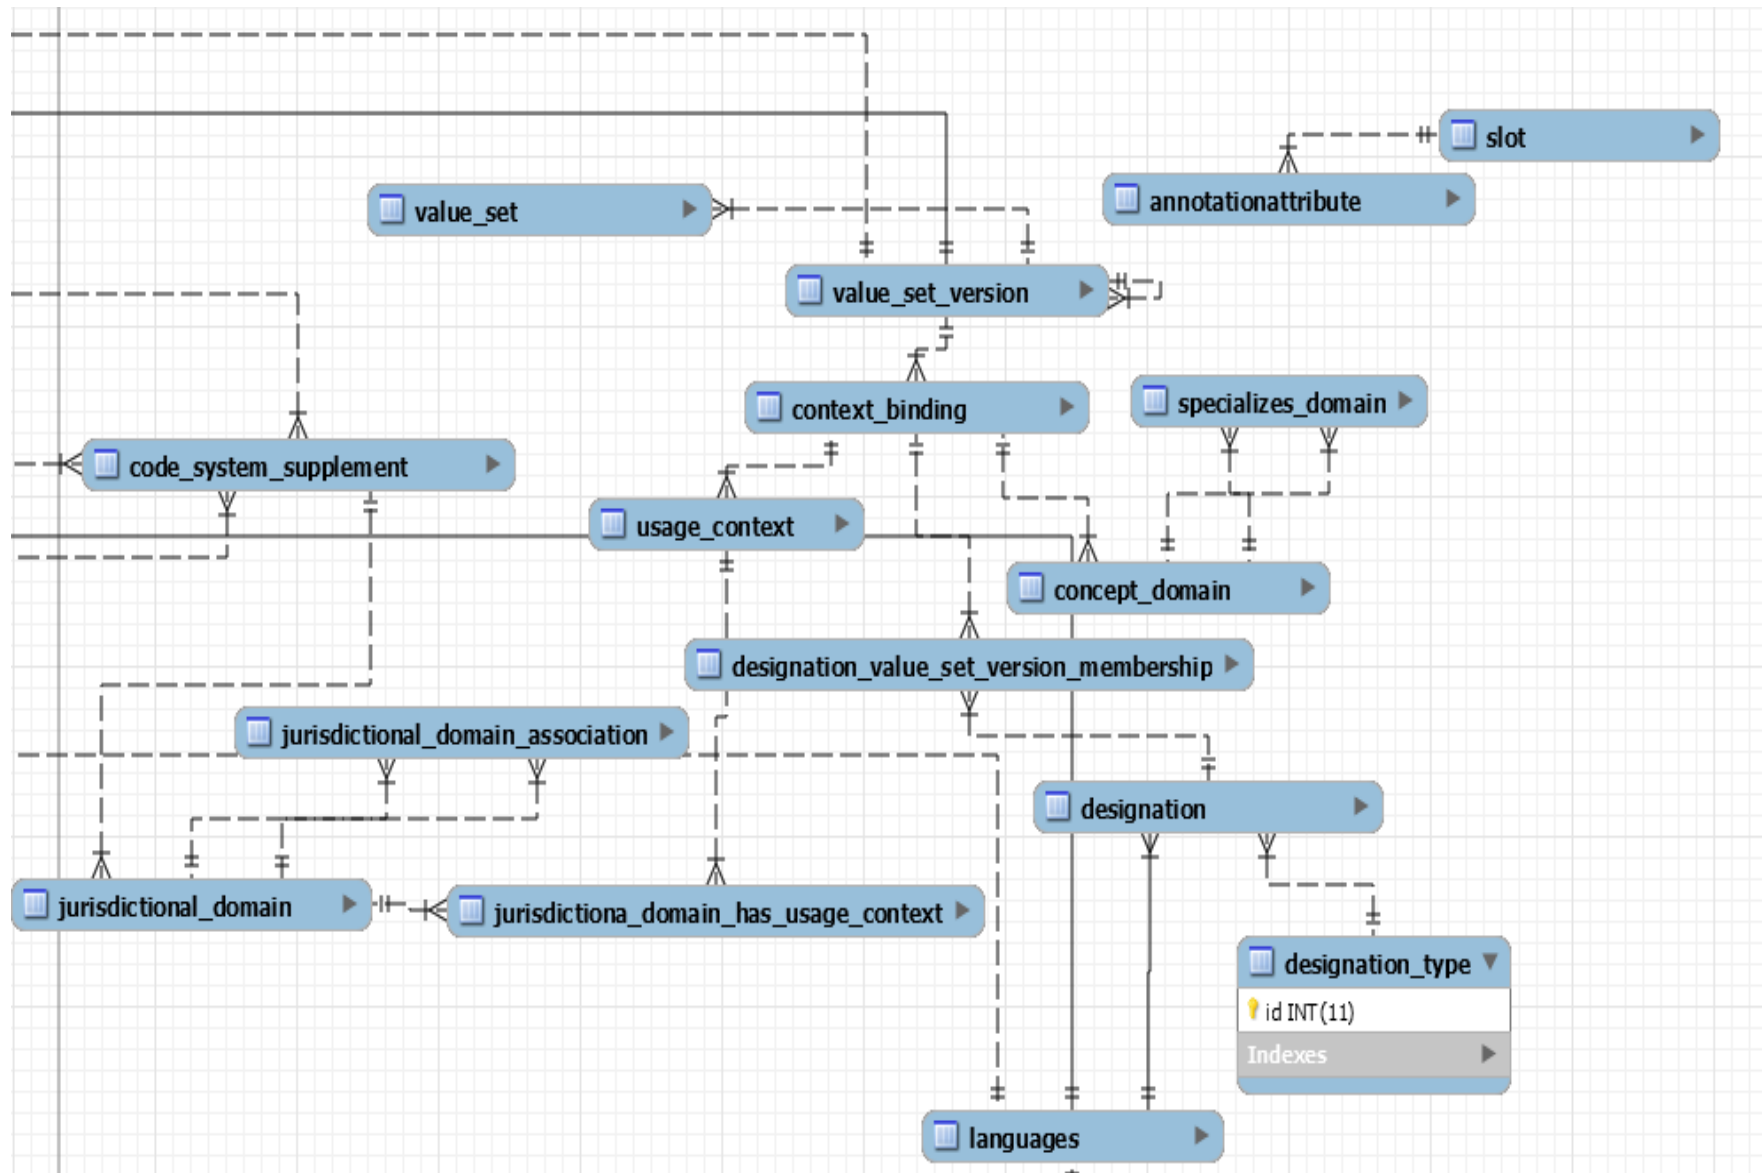 slot
annotationattribute
value_set
value_set_version
context_binding
specializes_domain
code_system_supplement
usage_context
concept_domain
designation_value_set_version_membership
jurisdictional_domain_association
designation
jurisdictional_domain
jurisdictiona_domain_has_usage_context
designation_type
id INT(11)
Indexes
languages